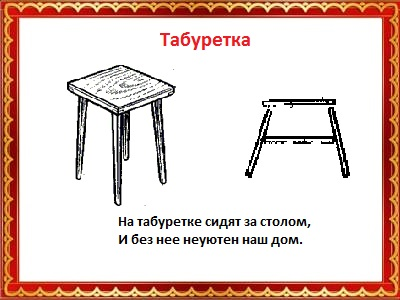 Табуретка
На табуретке сидят за столом,
И без нее неуютен наш дом.